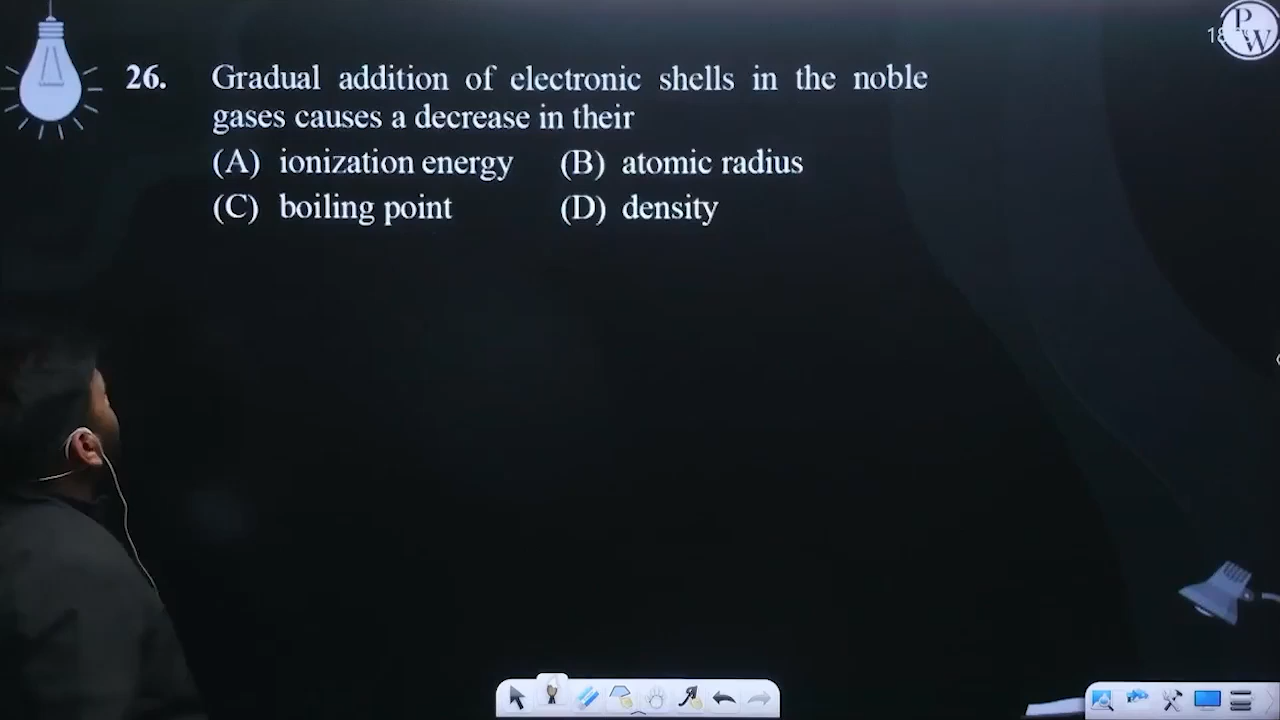 26. Gradual addition of electronic shells in the noble
gases causes a decrease in their
(A) ionization energy (B) atomic radius
(C) boiling point (D) density
PW